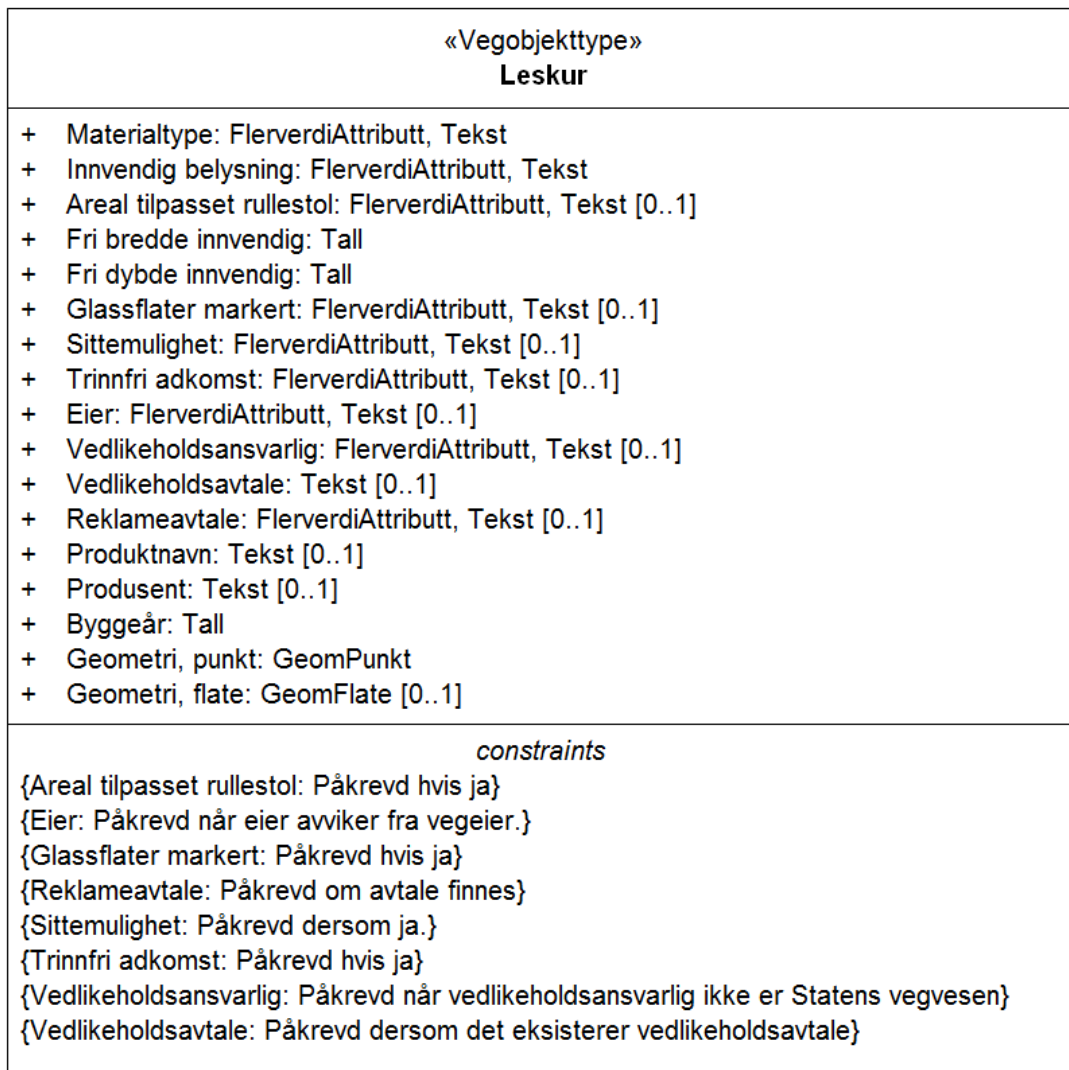 «Vegobjekttype»
Leskur
+ Materialtype: FlerverdiAttributt, Tekst
+ Innvendig belysning: FlerverdiAttributt, Tekst
+ Areal tilpasset rullestol: FlerverdiAttributt, Tekst [0..1]
+ Fri bredde innvendig: Tall
+ Fri dybde innvendig: Tall
+ Glassflater markert: FlerverdiAttributt, Tekst [0..1]
+ Sittemulighet: FlerverdiAttributt, Tekst [0..1]
+ Trinnfri adkomst: FlerverdiAttributt, Tekst [0..1]
+ Eier: FlerverdiAttributt, Tekst [0..1]
+ Vedlikeholdsansvarlig: FlerverdiAttributt, Tekst [0..1]
+ Vedlikeholdsavtale: Tekst [0..1]
+ Reklameavtale: FlerverdiAttributt, Tekst [0..1]
+ Produktnavn: Tekst [0..1]
+ Produsent: Tekst [0..1]
+ Byggeår: Tall
+ Geometri, punkt: GeomPunkt
+ Geometri, flate: GeomFlate [0..1]
constraints
{Areal tilpasset rullestol: Påkrevd hvis ja}
{Eier: Påkrevd når eier avviker fra vegeier.}
{Glassflater markert: Påkrevd hvis ja}
{Reklameavtale: Påkrevd om avtale finnes}
{Sittemulighet: Påkrevd dersom ja.}
{Trinnfri adkomst: Påkrevd hvis ja}
{Vedlikeholdsansvarlig: Påkrevd når vedlikeholdsansvarlig ikke er Statens vegvesen}
{Vedlikeholdsavtale: Påkrevd dersom det eksisterer vedlikeholdsavtale}